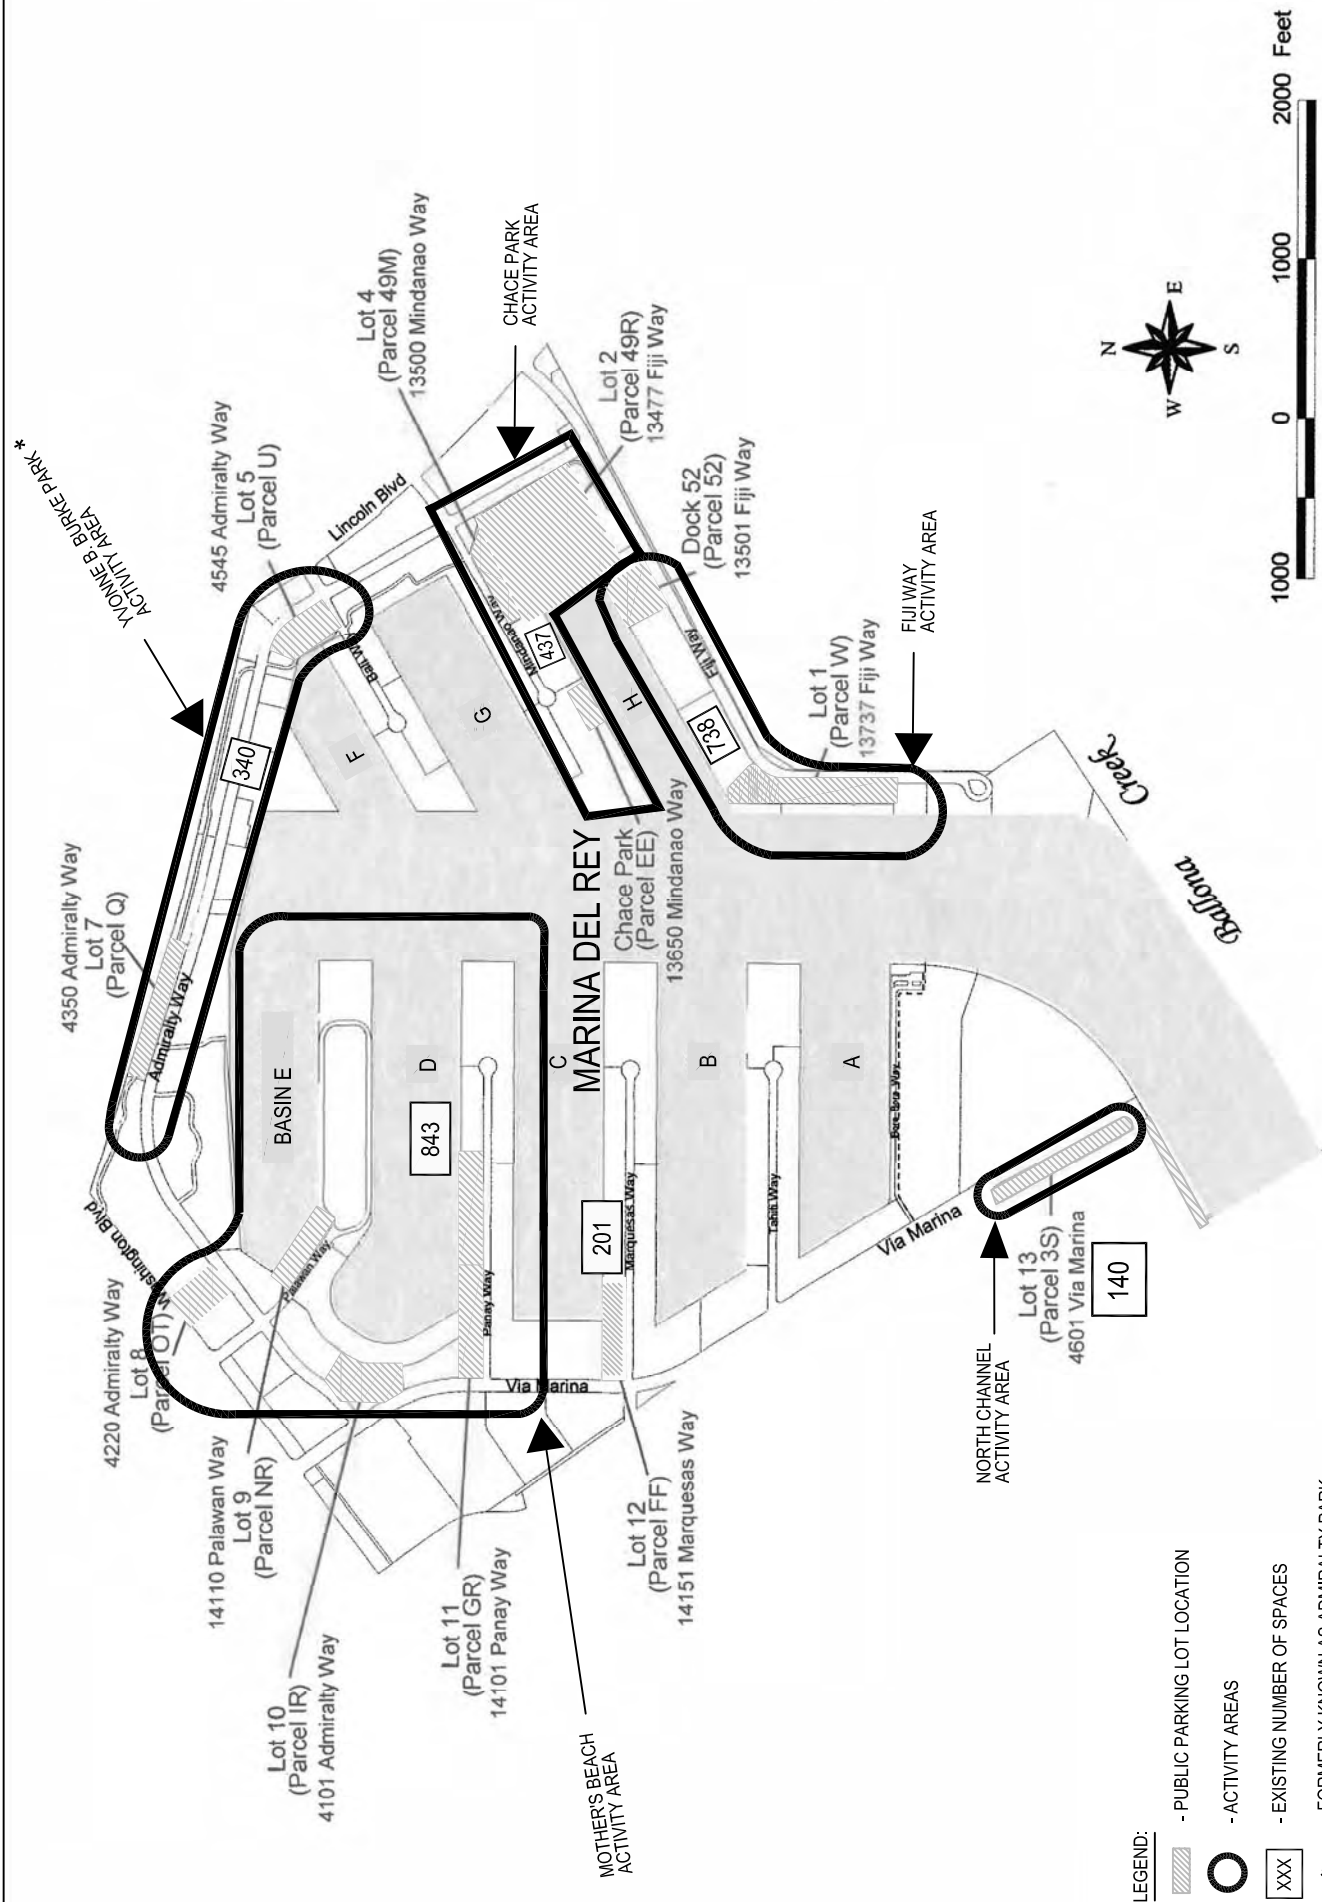 YVONNE B. BURKE PARK *
ACTIVITY AREA
4350 Admiralty Way
Lot 7
(Parcel Q)
4545 Admiralty Way
Lot 5
(Parcel U)
Lot 4
(Parcel 49M)
13500 Mindanao Way
CHACE PARK
ACTIVITY AREA
Lot 2
(Parcel 49R)
13477 Fiji Way
Dock 52
(Parcel 52)
13501 Fiji Way
FIJI WAY
ACTIVITY AREA
Lot 1
(Parcel W)
13737 Fiji Way
Chace Park
(Parcel EE)
13650 Mindanao Way
MARINA DEL REY
4220 Admiralty Way
Lot 8
(Parcel OT)
14110 Palawan Way
Lot 9
(Parcel NR)
Lot 10
(Parcel IR)
4101 Admiralty Way
Lot 11
(Parcel GR)
14101 Panay Way
MOTHER'S BEACH
ACTIVITY AREA
Lot 12
(Parcel FF)
14151 Marquesas Way
NORTH CHANNEL
ACTIVITY AREA
Lot 13
(Parcel 3S)
4601 Via Marina
140
340
437
738
843
201
BASIN E
D
C
B
A
F
G
H
Admiralty Way
Lincoln Blvd
Bali W
Mindanao Way
Fiji Way
Palawan Way
Panay Way
Via Marina
Marquesas Way
Tahiti Way
Via Marina
Ballona
Creek
N
W
E
S
1000
0
1000
2000 Feet
LEGEND:
- PUBLIC PARKING LOT LOCATION
- ACTIVITY AREAS
XXX
- EXISTING NUMBER OF SPACES